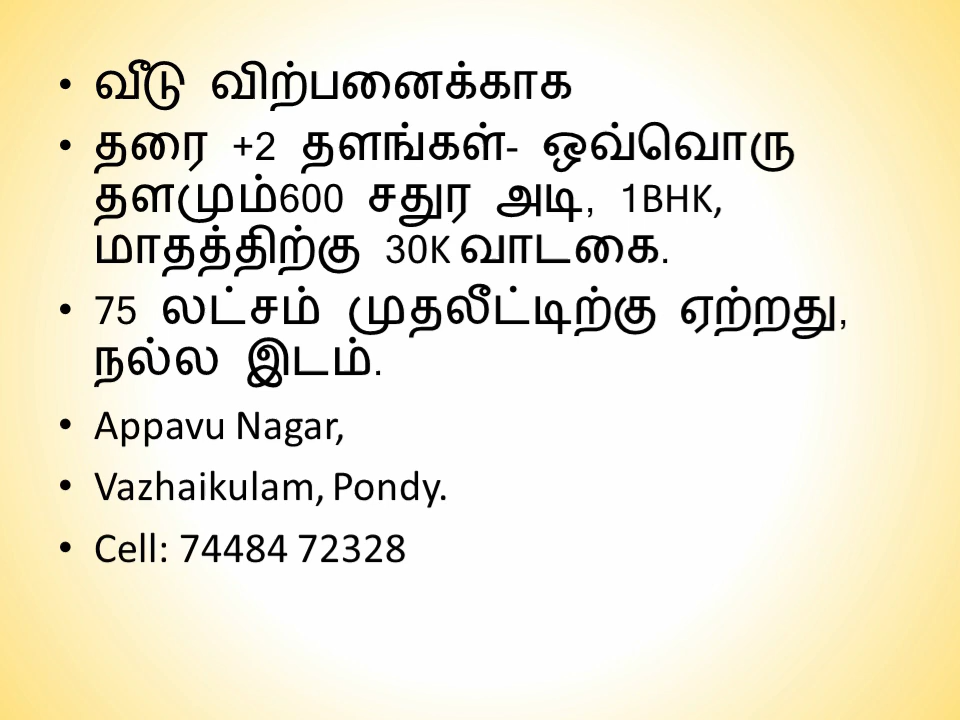 • வீடு விற்பனைக்காக
• தரை +2 தளங்கள்- ஒவ்வொரு
தளமும்600 சதுர அடி, 1BHK,
மாதத்திற்கு 30K வாடகை.
• 75 லட்சம் முதலீட்டிற்கு ஏற்றது,
நல்ல இடம்.
• Appavu Nagar,
• Vazhaikulam, Pondy.
• Cell: 74484 72328